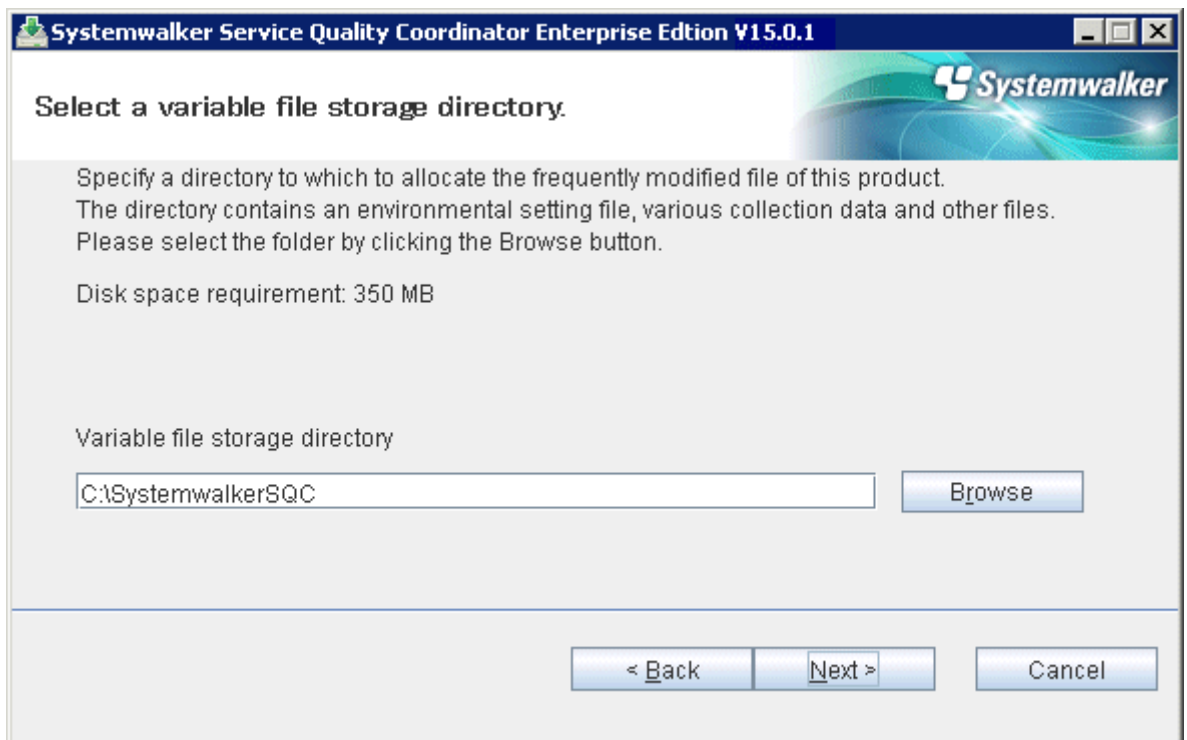 Systemwalker Service Quality Coordinator Enterprise Edtion V15.0.1
Systemwalker
Select a variable file storage directory.
Specify a directory to which to allocate the frequently modified file of this product.
The directory contains an environmental setting file, various collection data and other files.
Please select the folder by clicking the Browse button.
Disk space requirement: 350 MB
Variable file storage directory
C:\SystemwalkerSQC
Browse
< Back
Next >
Cancel